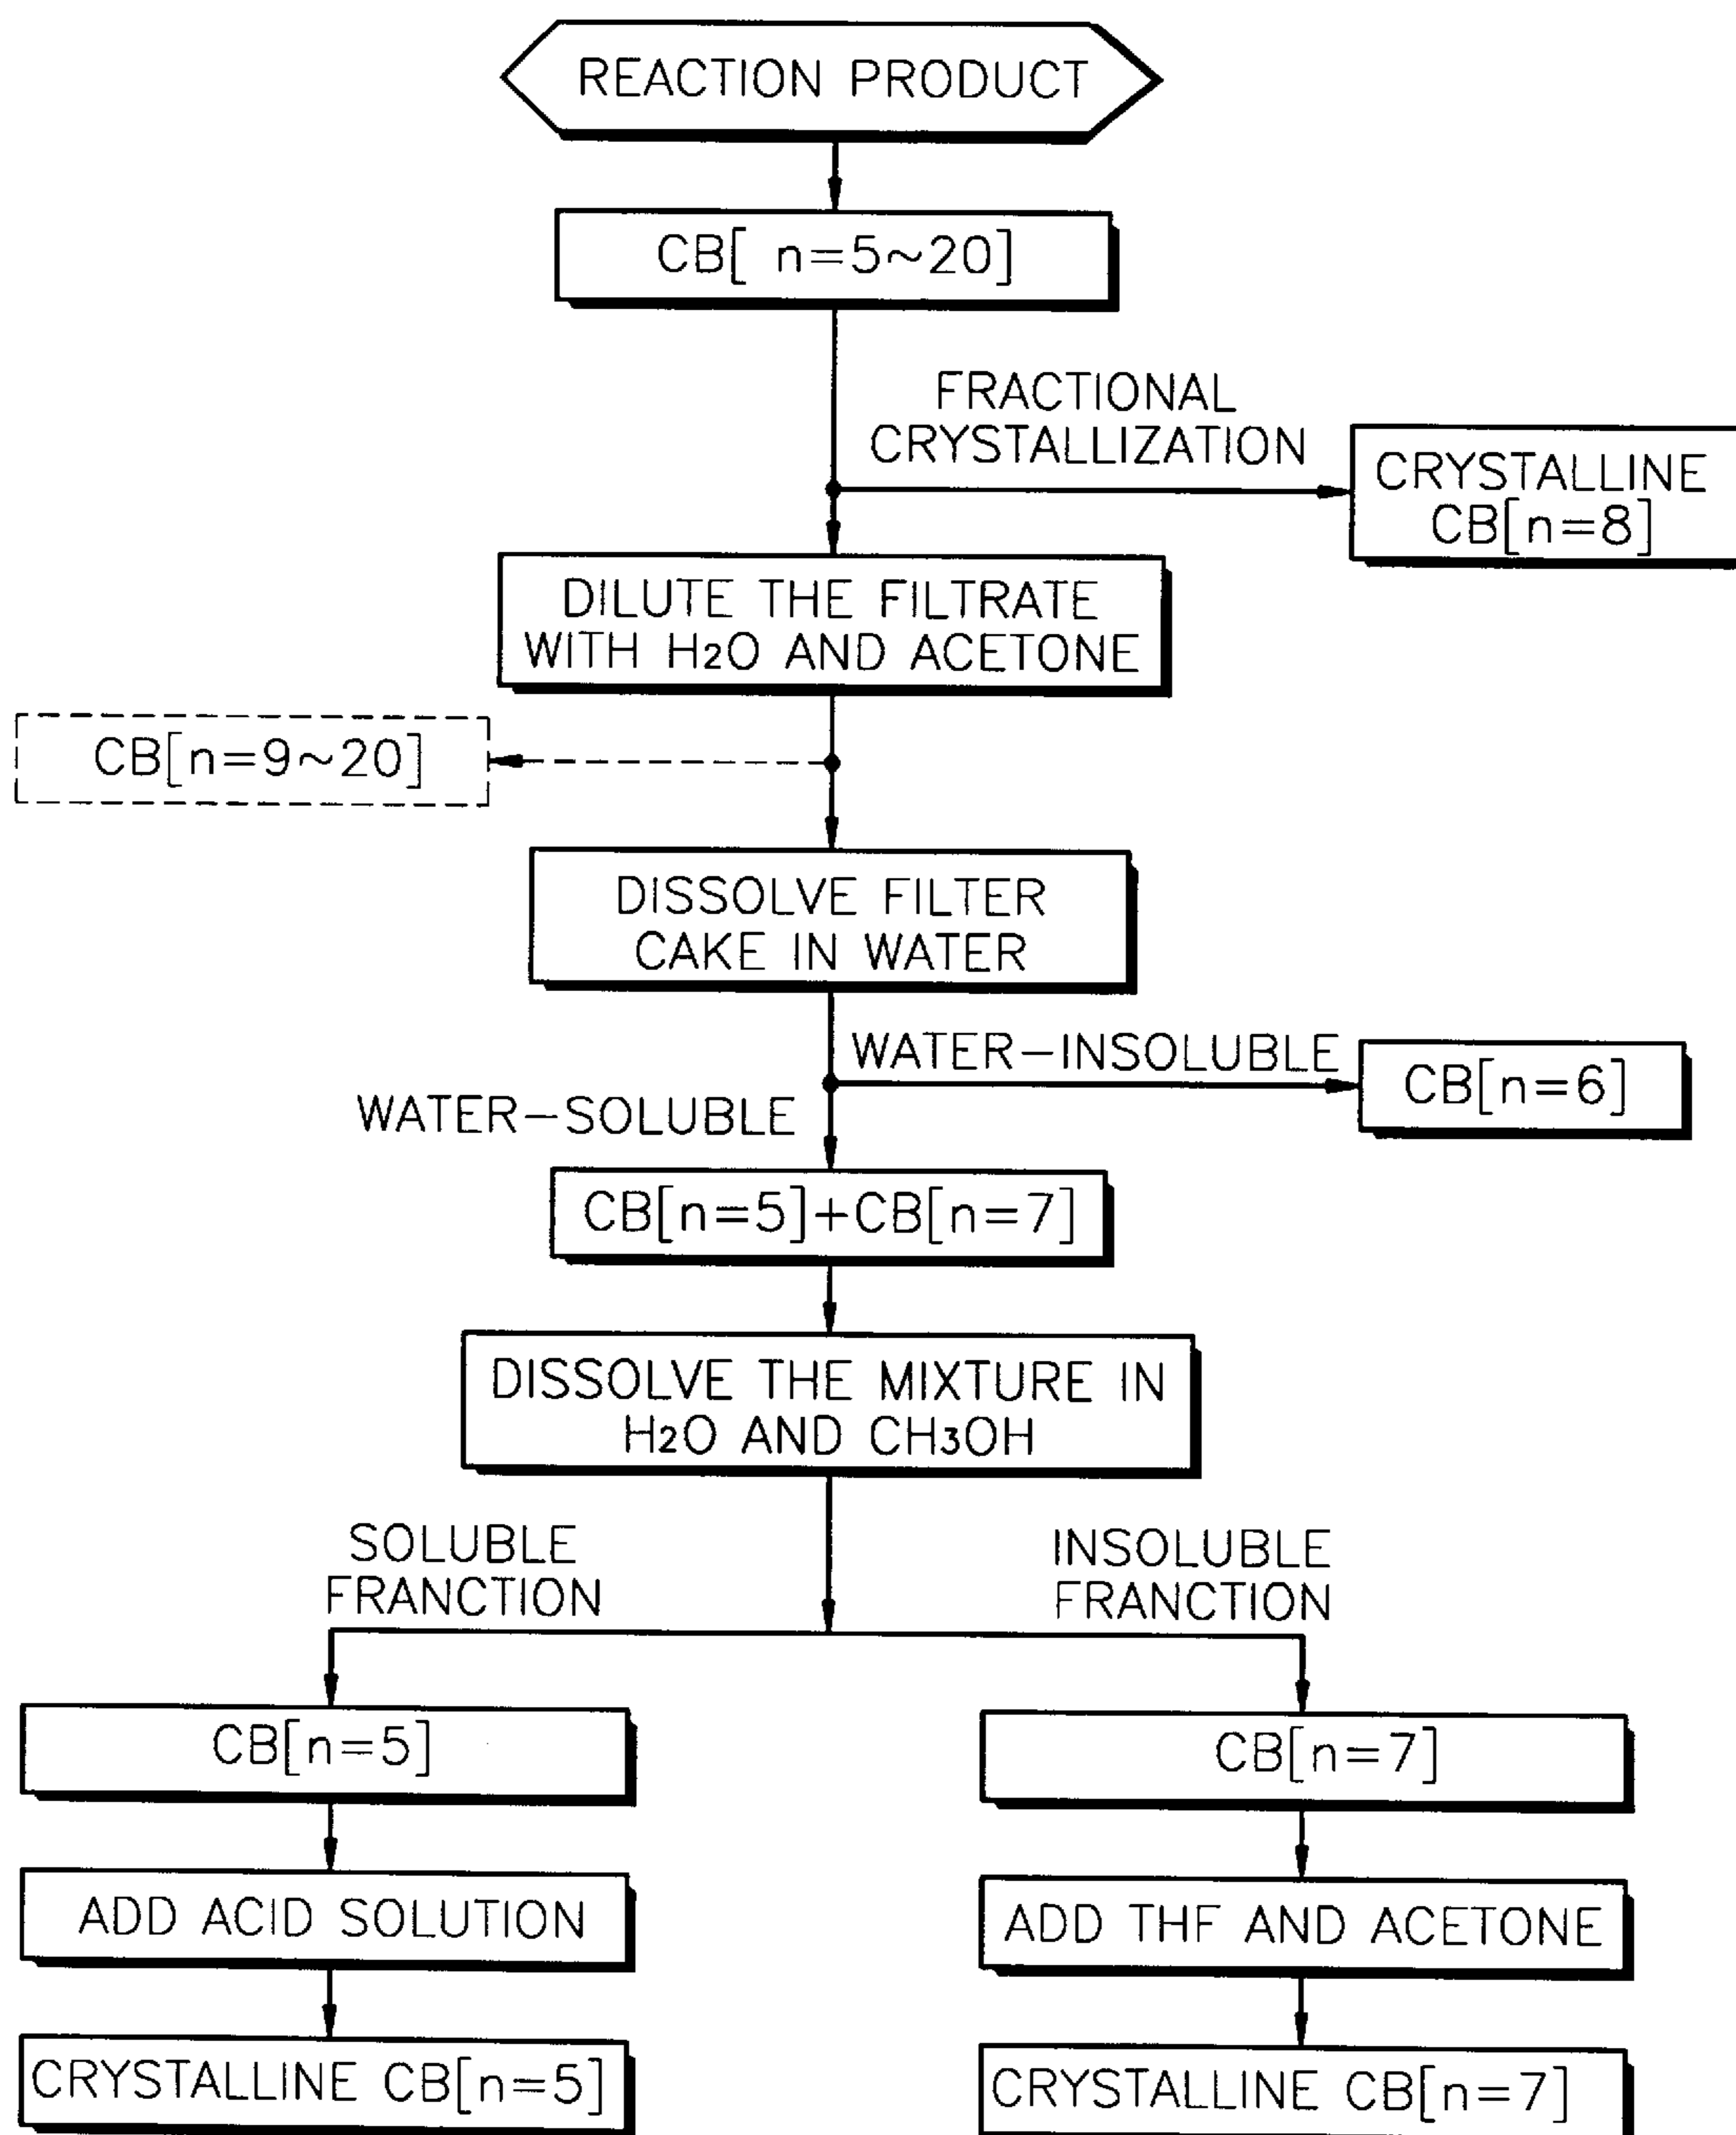 REACTION PRODUCT
CB[ n=5~20]
FRACTIONAL
CRYSTALLIZATION
CRYSTALLINE
CB[n=8]
DILUTE THE FILTRATE
WITH H2O AND ACETONE
CB[n=9~20]
DISSOLVE FILTER
CAKE IN WATER
WATER-INSOLUBLE
CB[n=6]
WATER-SOLUBLE
CB[n=5]+CB[n=7]
DISSOLVE THE MIXTURE IN
H2O AND CH3OH
SOLUBLE
FRANCTION
INSOLUBLE
FRANCTION
CB[n=5]
CB[n=7]
ADD ACID SOLUTION
ADD THF AND ACETONE
CRYSTALLINE CB[n=5]
CRYSTALLINE CB[n=7]